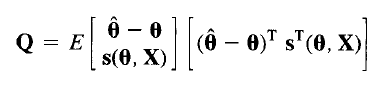 Q = E [ θ̂ − θ s(θ, X) ] [ (θ̂ − θ)ᵀ sᵀ(θ, X) ]